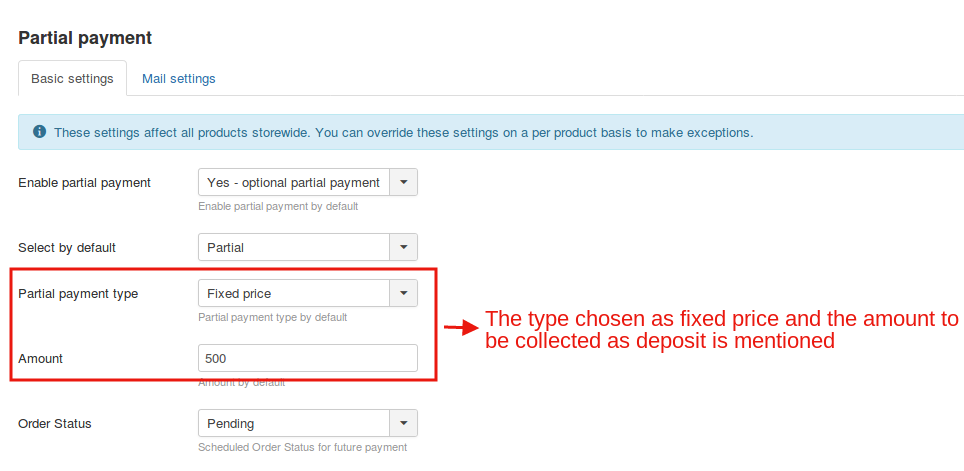 Partial payment
Basic settings Mail settings
These settings affect all products storewide. You can override these settings on a per product basis to make exceptions.
Enable partial payment Yes - optional partial payment
Enable partial payment by default
Select by default Partial
Partial payment type Fixed price
Partial payment type by default
The type chosen as fixed price and the amount to
be collected as deposit is mentioned
Amount 500
Amount by default
Order Status Pending
Scheduled Order Status for future payment